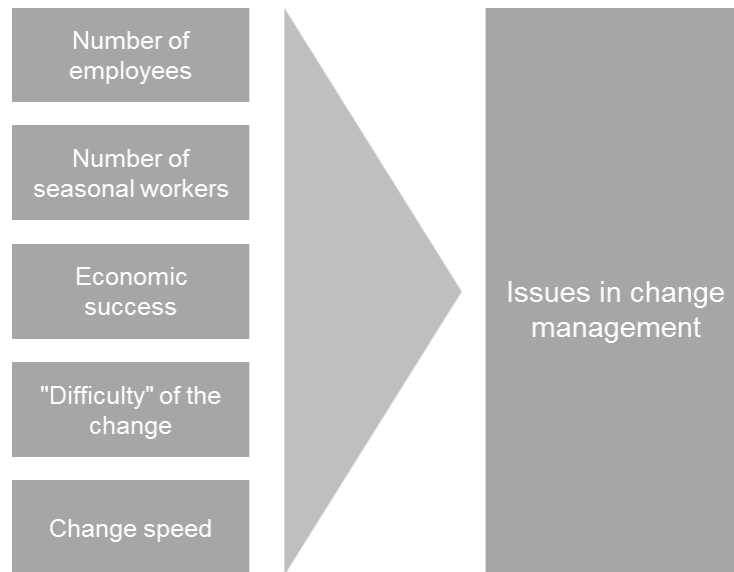 Number of
employees
Number of
seasonal workers
Economic
success
"Difficulty" of the
change
Change speed
Issues in change
management